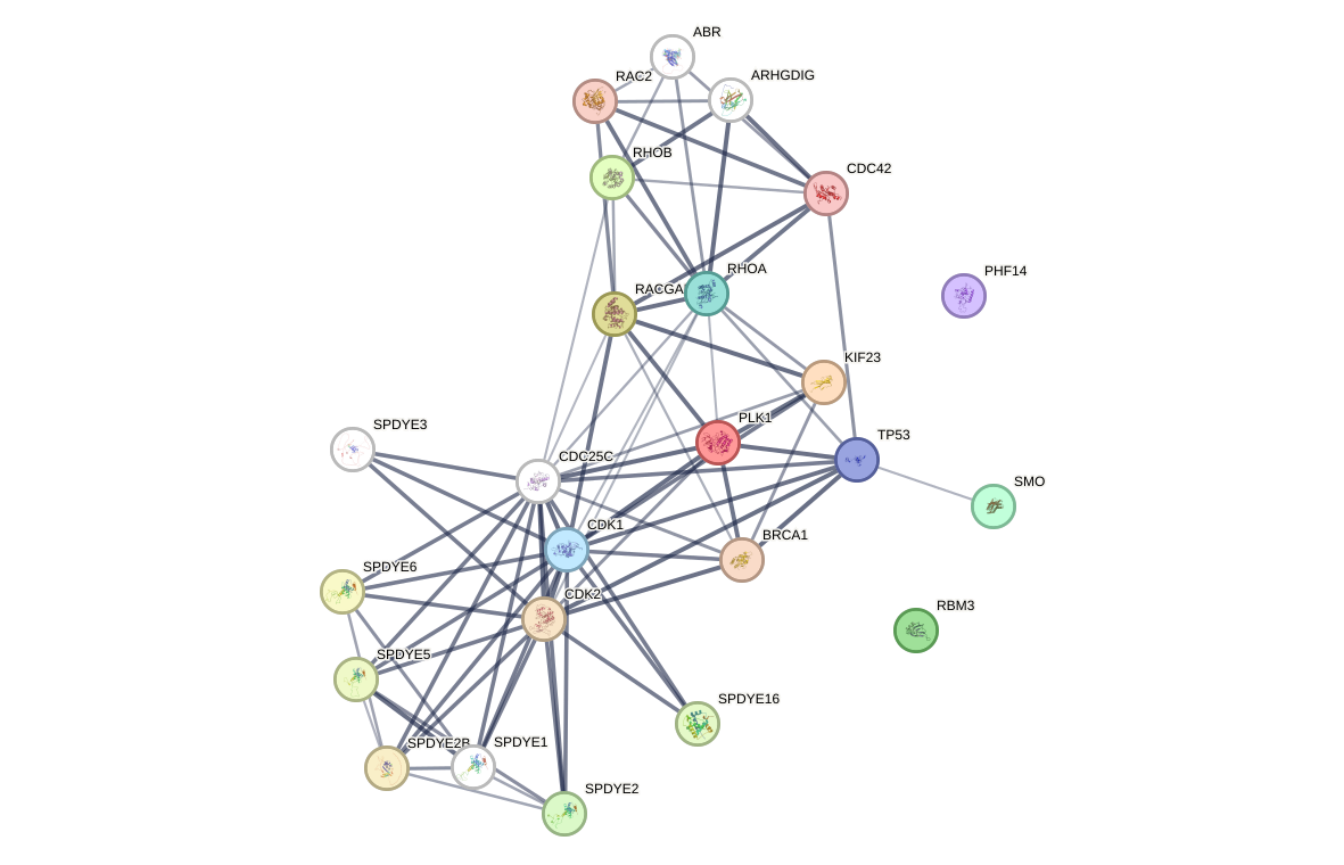 ABR
RAC2
ARHGDIG
RHOB
CDC42
RHOA
PHF14
RACGA
KIF23
PLK1
SPDYE3
TP53
CDC25C
SMO
CDK1
BRCA1
SPDYE6
CDK2
RBM3
SPDYE5
SPDYE16
SPDYE2B
SPDYE1
SPDYE2